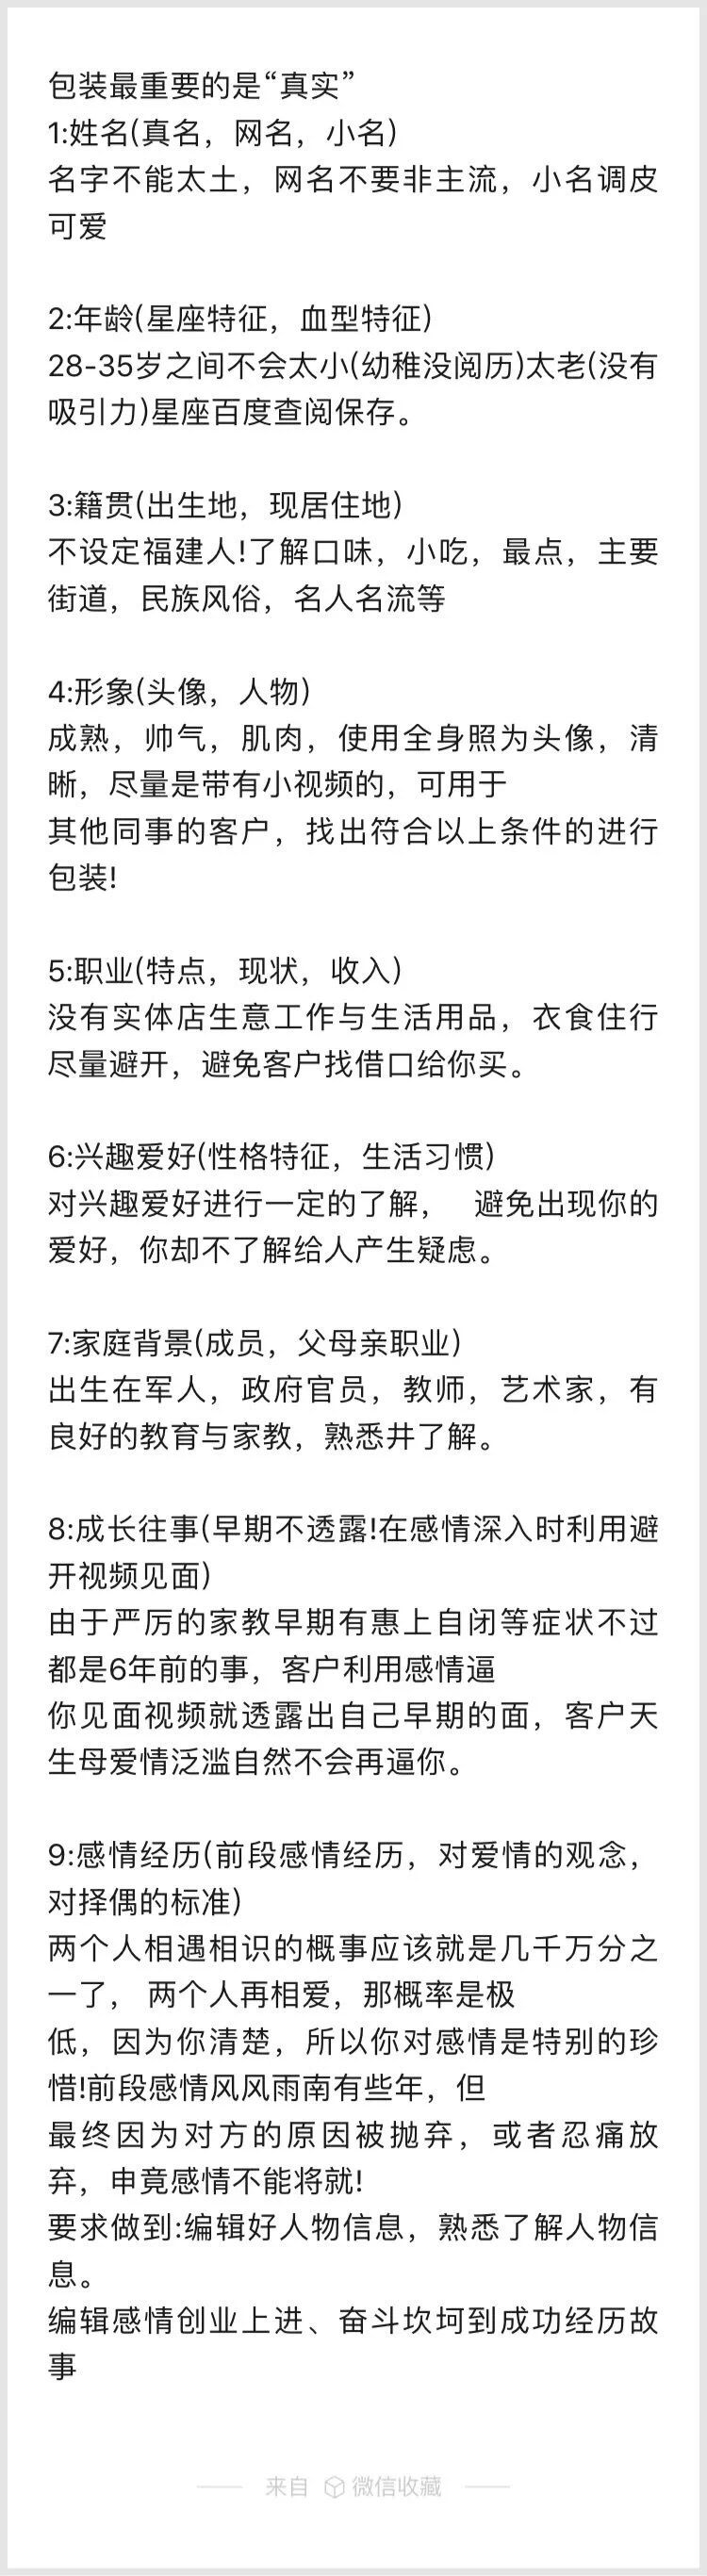 包装最重要的是“真实”
1:姓名(真名，网名，小名)
名字不能太土，网名不要非主流，小名调皮
可爱
2:年龄(星座特征，血型特征)
28-35岁之间不会太小(幼稚没阅历)太老(没有
吸引力)星座百度查阅保存。
3:籍贯(出生地，现居住地)
不设定福建人!了解口味，小吃，最点，主要
街道，民族风俗，名人名流等
4:形象(头像，人物)
成熟，帅气，肌肉，使用全身照为头像，清
晰，尽量是带有小视频的，可用于
其他同事的客户，找出符合以上条件的进行
包装!
5:职业(特点，现状，收入)
没有实体店生意工作与生活用品，衣食住行
尽量避开，避免客户找借口给你买。
6:兴趣爱好(性格特征，生活习惯)
对兴趣爱好进行一定的了解，　避免出现你的
爱好，你却不了解给人产生疑虑。
7:家庭背景(成员，父母亲职业)
出生在军人，政府官员，教师，艺术家，有
良好的教育与家教，熟悉井了解。
8:成长往事(早期不透露!在感情深入时利用避
开视频见面)
由于严厉的家教早期有惠上自闭等症状不过
都是6年前的事，客户利用感情逼
你见面视频就透露出自己早期的面，客户天
生母爱情泛滥自然不会再逼你。
9:感情经历(前段感情经历，对爱情的观念，
对择偶的标准)
两个人相遇相识的概事应该就是几千万分之
一了， 两个人再相爱，那概率是极
低，因为你清楚，所以你对感情是特别的珍
惜!前段感情风风雨南有些年，但
最终因为对方的原因被抛弃，或者忍痛放
弃，申竟感情不能将就!
要求做到:编辑好人物信息，熟悉了解人物信
息。
编辑感情创业上进、奋斗坎坷到成功经历故
事
来自 微信收藏